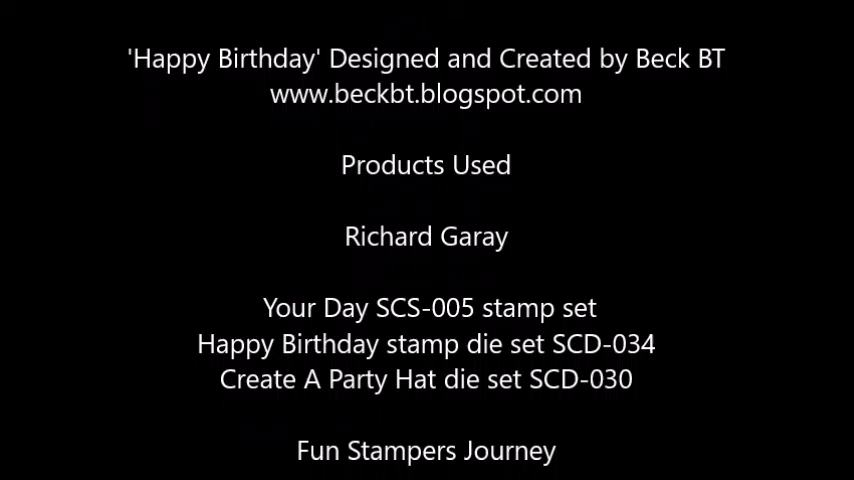 'Happy Birthday' Designed and Created by Beck BT
www.beckbt.blogspot.com
Products Used
Richard Garay
Your Day SCS-005 stamp set
Happy Birthday stamp die set SCD-034
Create A Party Hat die set SCD-030
Fun Stampers Journey